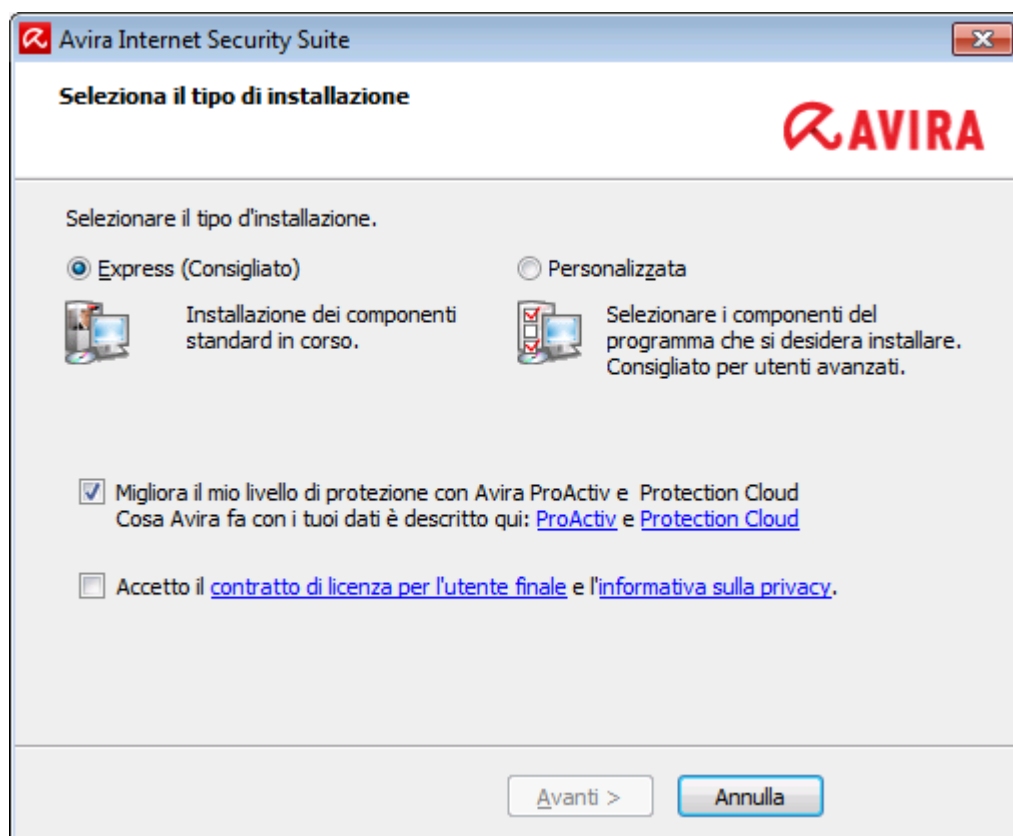 Avira Internet Security Suite
Seleziona il tipo di installazione
AVIRA
Selezionare il tipo d'installazione.
Express (Consigliato)
Installazione dei componenti
standard in corso.
Personalizzata
Selezionare i componenti del
programma che si desidera installare.
Consigliato per utenti avanzati.
Migliora il mio livello di protezione con Avira ProActiv e Protection Cloud
Cosa Avira fa con i tuoi dati è descritto qui: ProActiv e Protection Cloud
Accetto il contratto di licenza per l'utente finale e l'informativa sulla privacy.
Avanti >
Annulla